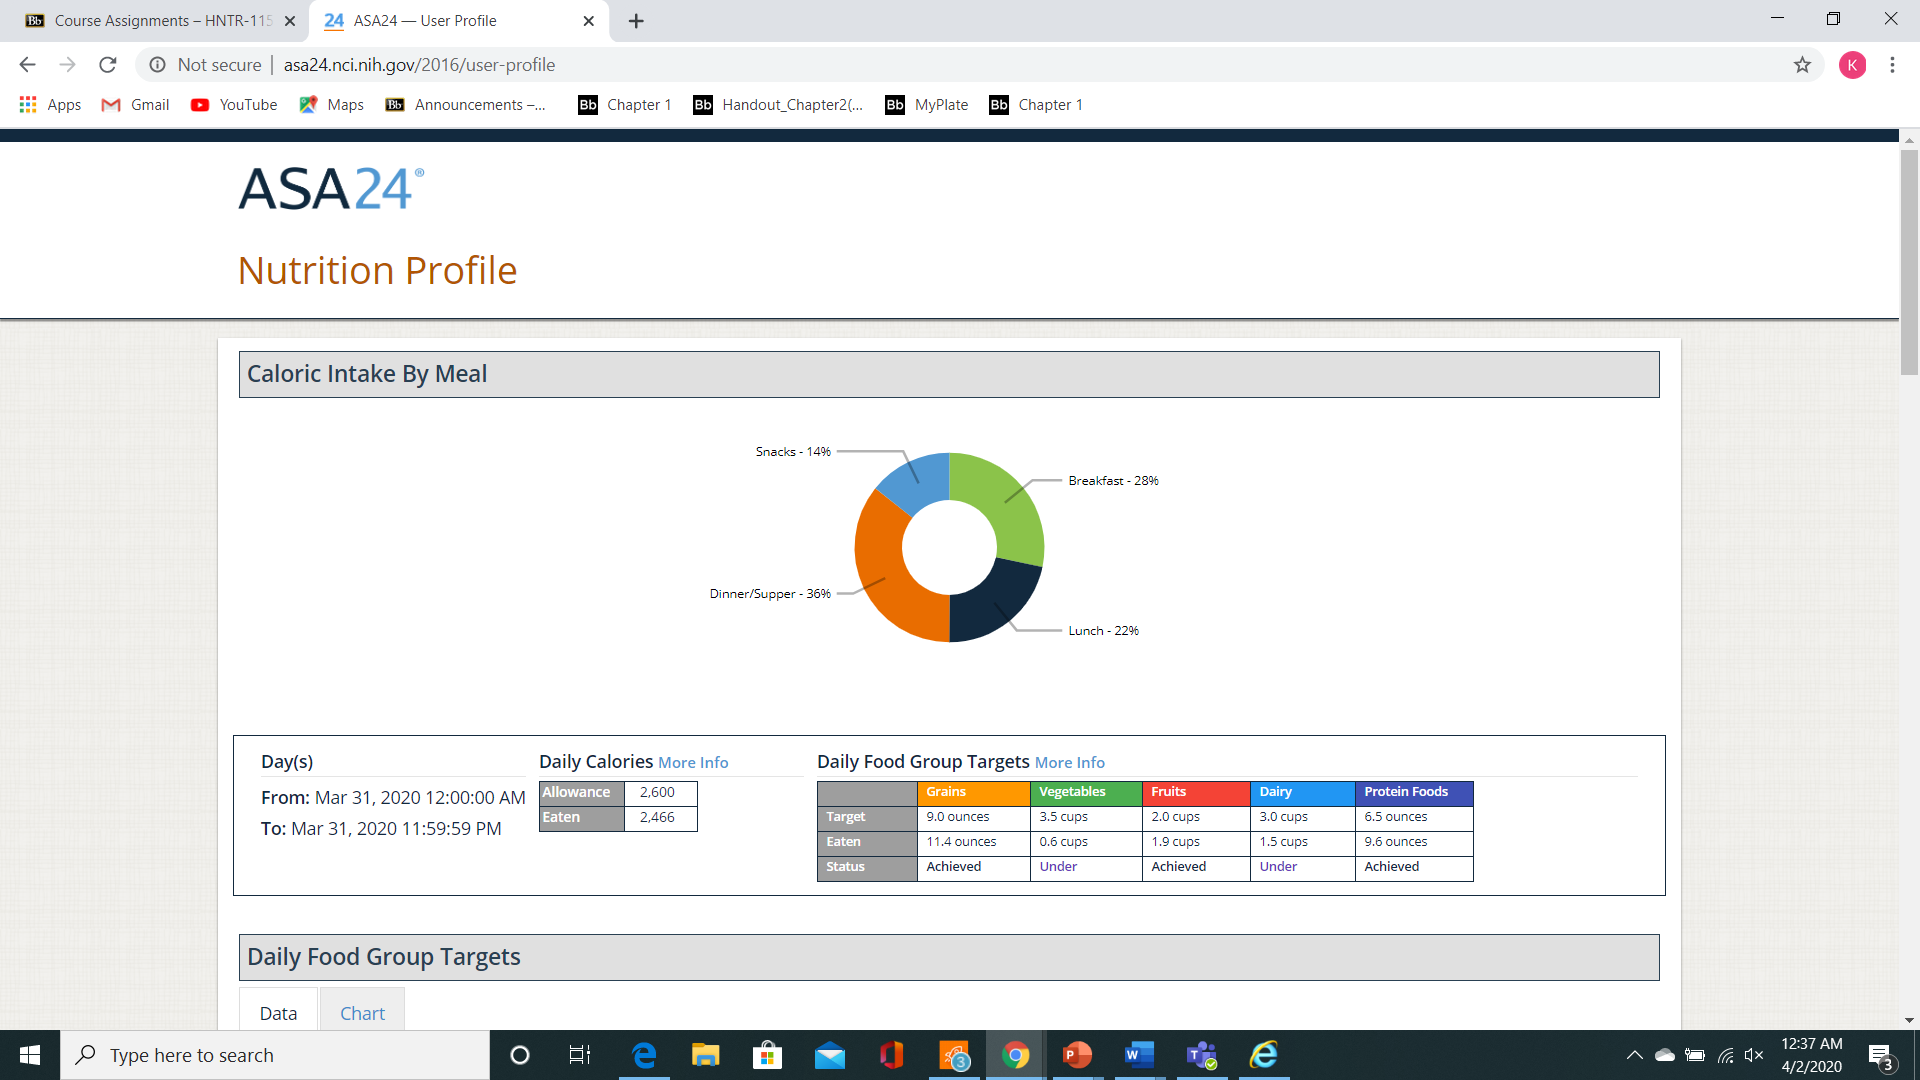 Course Assignments – HNTR-115
ASA24 — User Profile
Not secure | asa24.nci.nih.gov/2016/user-profile
K
Apps Gmail YouTube Maps Bb Announcements –... Bb Chapter 1 Bb Handout_Chapter2(... Bb MyPlate Bb Chapter 1
ASA24®
Nutrition Profile
Caloric Intake By Meal
Snacks - 14%
Breakfast - 28%
Dinner/Supper - 36%
Lunch - 22%
Day(s)
From: Mar 31, 2020 12:00:00 AM
To: Mar 31, 2020 11:59:59 PM
Daily Calories More Info
Allowance 2,600
Eaten 2,466
Daily Food Group Targets More Info
Grains Vegetables Fruits Dairy Protein Foods
Target 9.0 ounces 3.5 cups 2.0 cups 3.0 cups 6.5 ounces
Eaten 11.4 ounces 0.6 cups 1.9 cups 1.5 cups 9.6 ounces
Status Achieved Under Achieved Under Achieved
Daily Food Group Targets
Data Chart
Type here to search
3
12:37 AM
4/2/2020
3